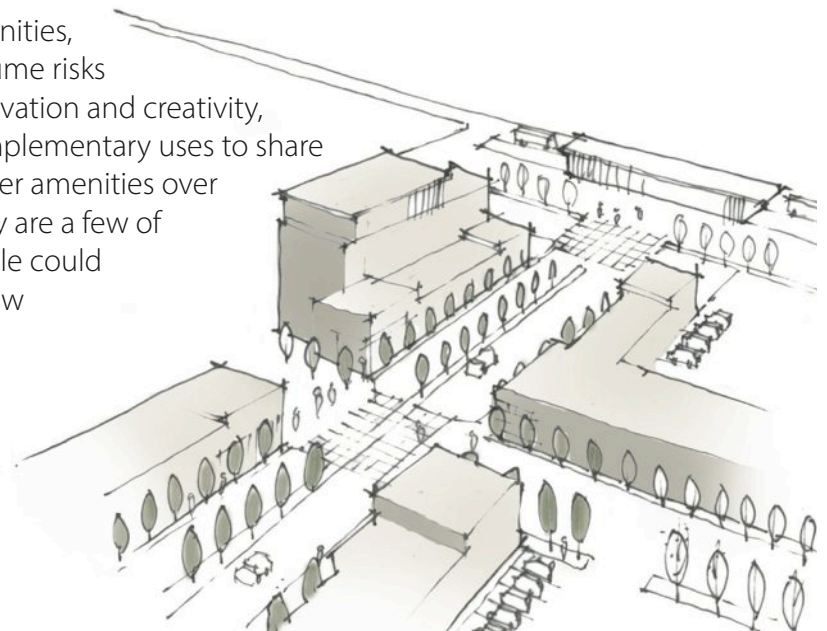 nities,
ume risks
vation and creativity,
nplementary uses to share
er amenities over
y are a few of
le could
w